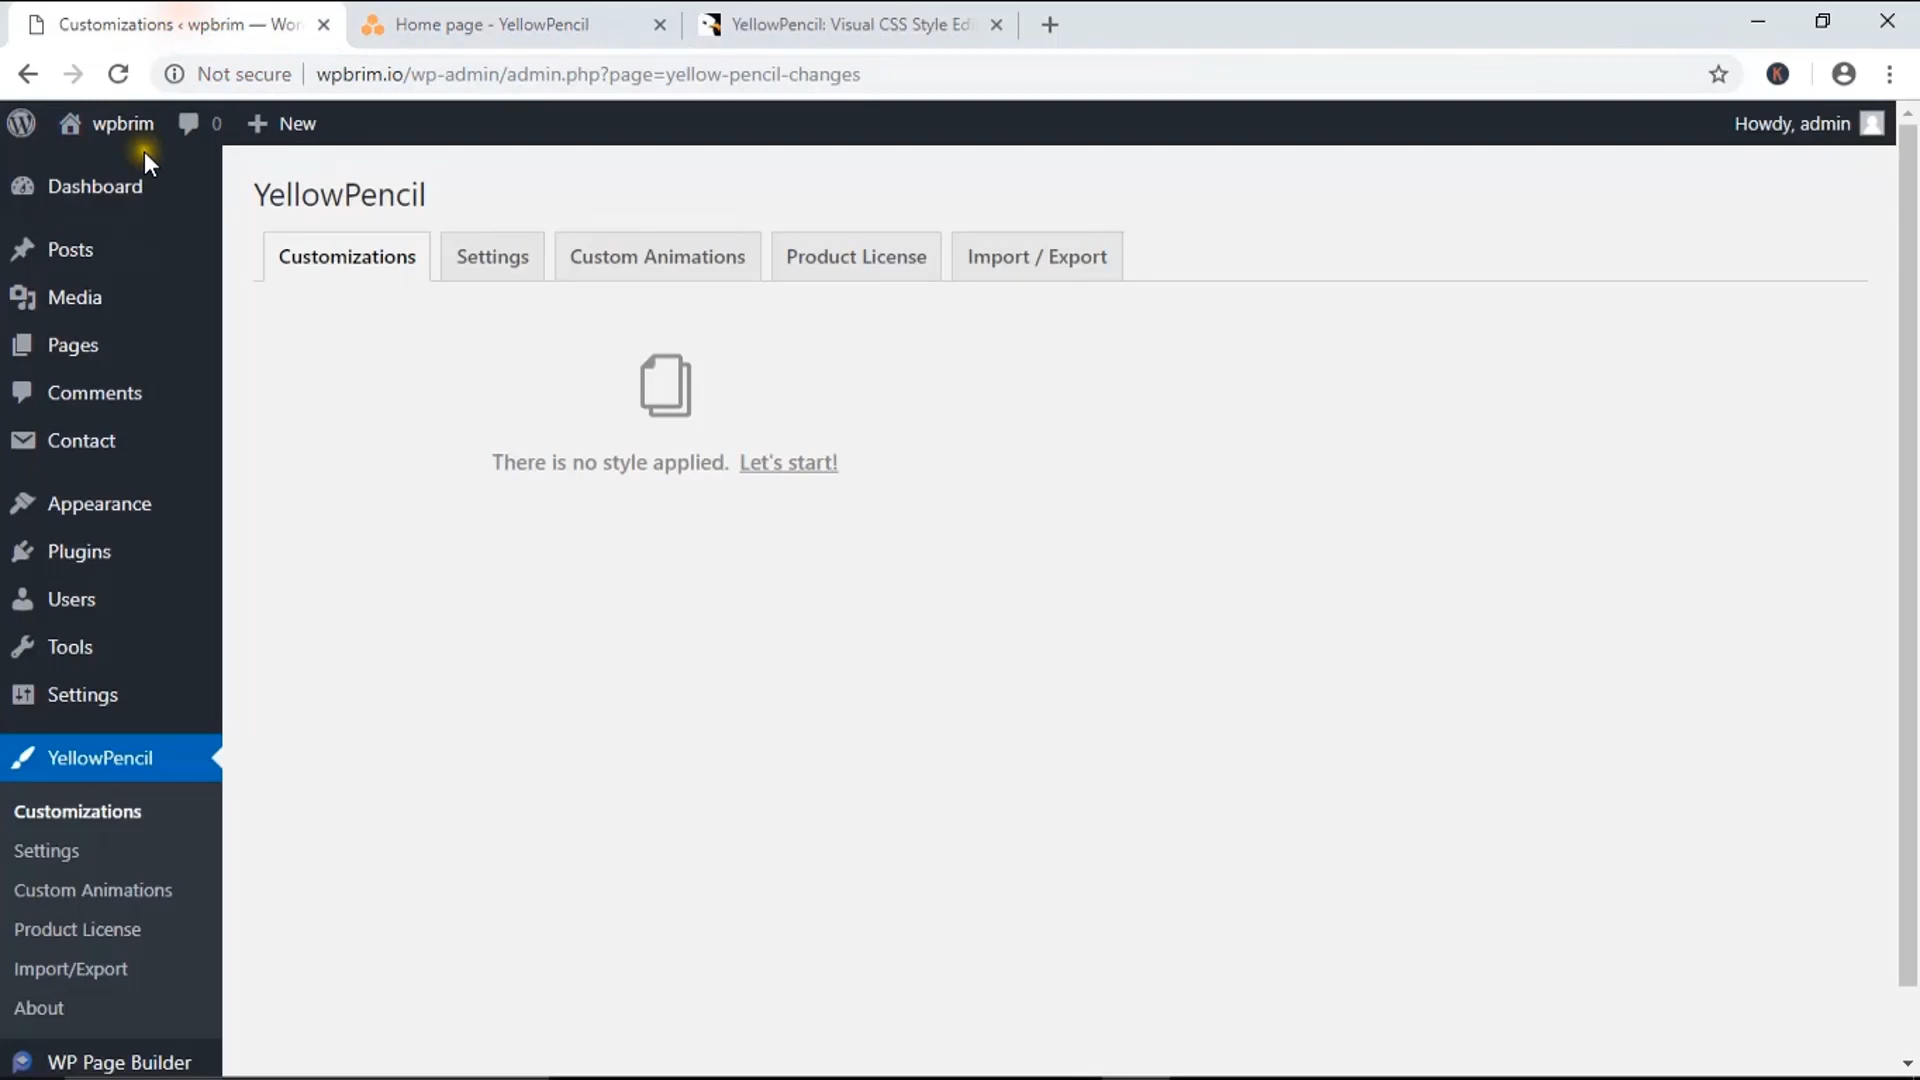 Customizations ‹ wpbrim — Wor
Home page - YellowPencil
YellowPencil: Visual CSS Style Edi
Not secure
wpbrim.io/wp-admin/admin.php?page=yellow-pencil-changes
K
wpbrim
0
New
Howdy, admin
Dashboard
Posts
Media
Pages
Comments
Contact
Appearance
Plugins
Users
Tools
Settings
YellowPencil
Customizations
Settings
Custom Animations
Product License
Import/Export
About
WP Page Builder
YellowPencil
Customizations
Settings
Custom Animations
Product License
Import / Export
There is no style applied. Let's start!